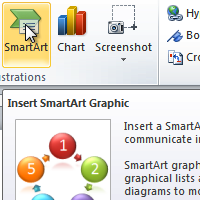 SmartArt Chart Screenshot
Hy
Bo
Cro
strations
Insert SmartArt Graphic
Insert a SmartA
communicate i
SmartArt graph
graphical lists a
diagrams to mo
1
5
2